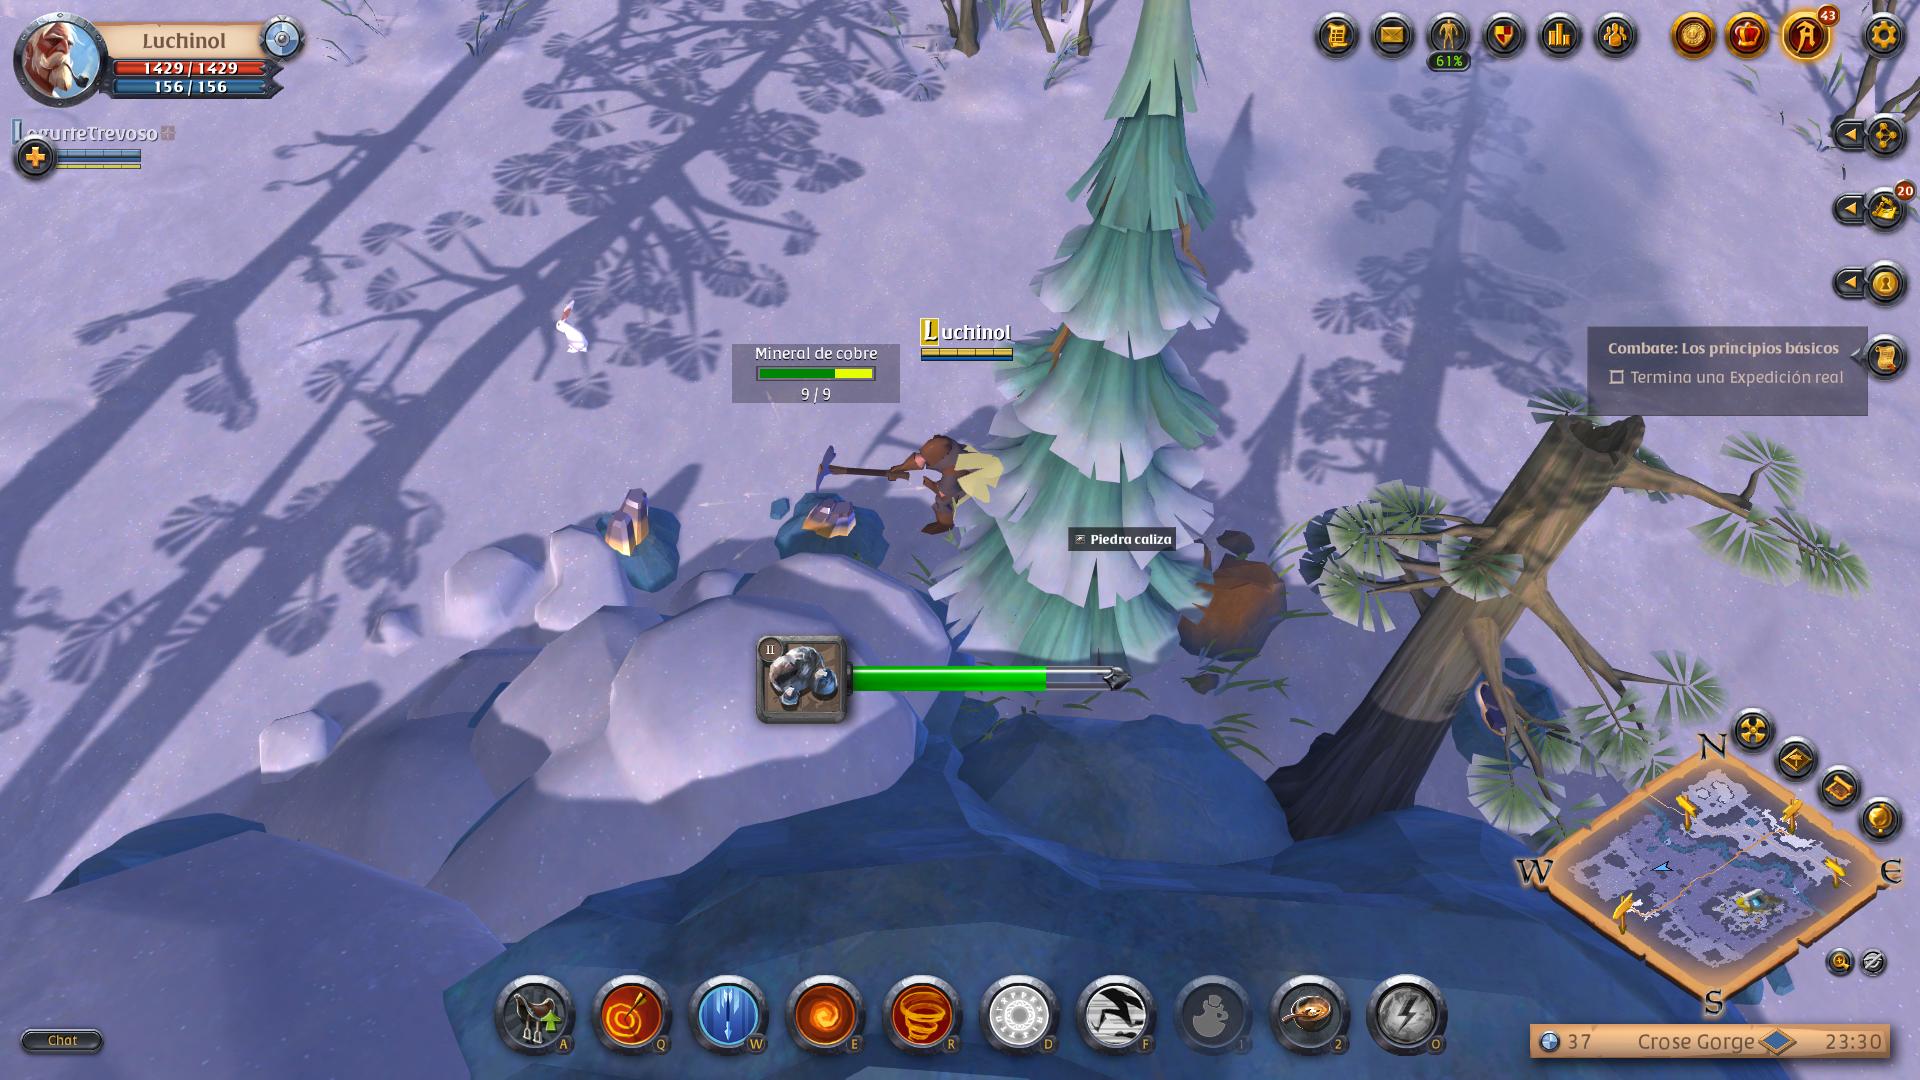 Luchinol
1429/1429
156/156
IogurteTrevoso
61%
43
20
Luchinol
Mineral de cobre
9/9
Combate: Los principios básicos
Termina una Expedición real
Piedra caliza
II
N
W
E
S
A
Q
W
E
R
D
F
1
2
O
Chat
37
Crose Gorge
23:30